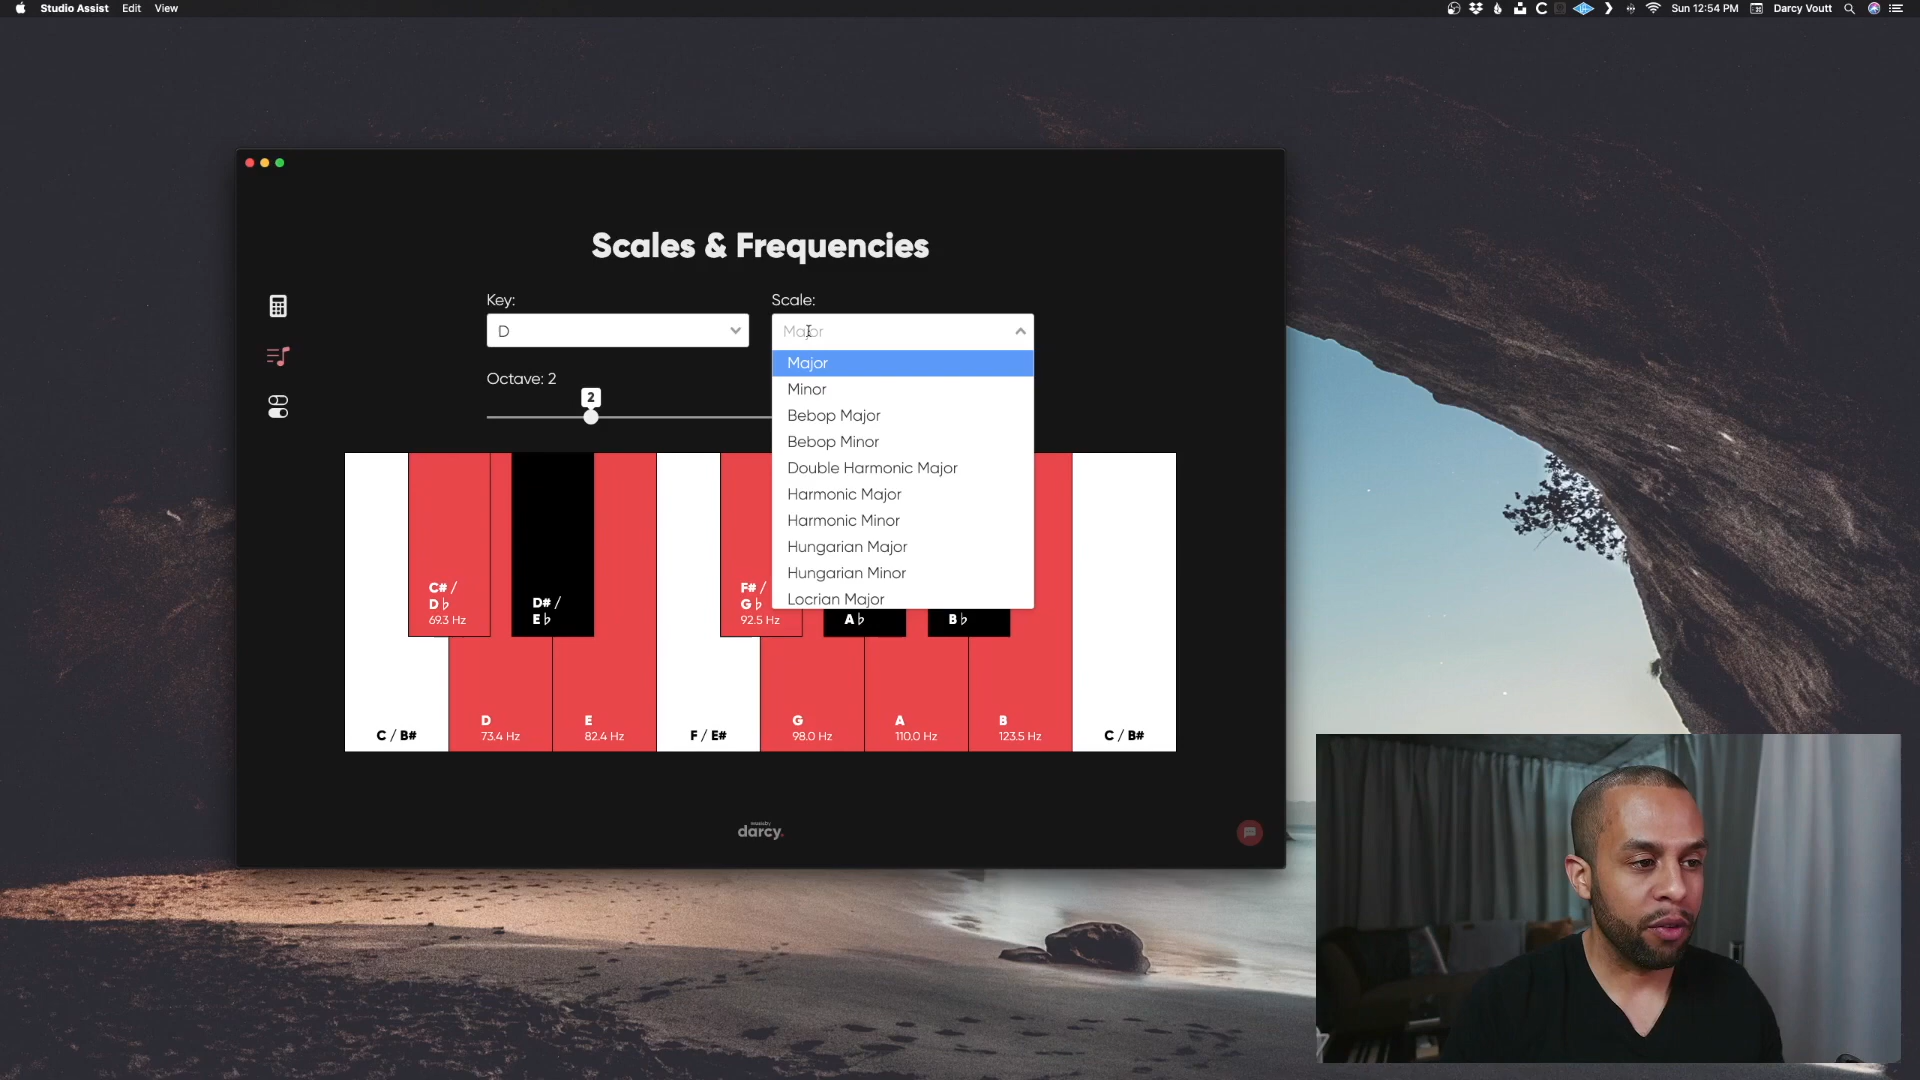 Studio Assist Edit View
Sun 12:54 PM Darcy Voutt
Scales & Frequencies
Key:
Scale:
D
Major
Octave: 2
2
Major
Minor
Bebop Major
Bebop Minor
Double Harmonic Major
Harmonic Major
Harmonic Minor
Hungarian Major
Hungarian Minor
Locrian Major
C# /
D♭
69.3 Hz
D# /
E♭
F# /
G♭
92.5 Hz
A♭
B♭
C / B#
D
73.4 Hz
E
82.4 Hz
F / E#
G
98.0 Hz
A
110.0 Hz
B
123.5 Hz
C / B#
darcy.